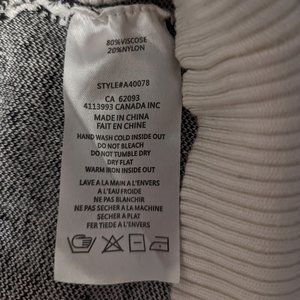 80%VISCOSE
20%NYLON
STYLE#A40078
CA 62093
4113993 CANADA INC
MADE IN CHINA
FAIT EN CHINE
HAND WASH COLD INSIDE OUT
DO NOT BLEACH
DO NOT TUMBLE DRY
DRY FLAT
WARM IRON INSIDE OUT
LAVE A LA MAIN A L'ENVERS
A L'EAU FROIDE
NE PAS BLANCHIR
NE PAS SECHER A LA MACHINE
SECHER A PLAT
FER TIEDE A L'ENVERS